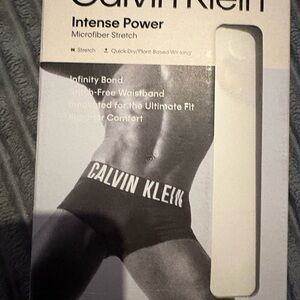 Calvin Klein
Intense Power
Microfiber Stretch
Stretch Quick Dry/Plant Based Wicking
Infinity Bond
Stitch-Free Waistband
for the Ultimate Fit
Comfort
CALVIN KLEIN